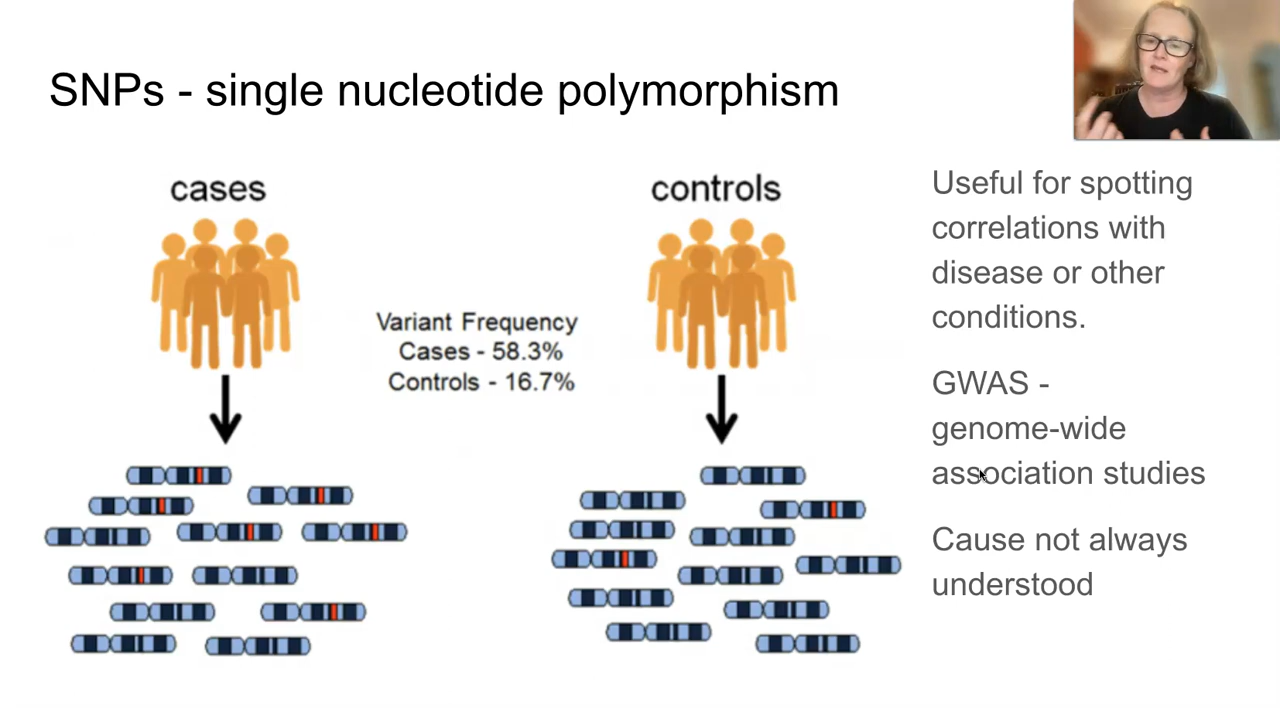 SNPs - single nucleotide polymorphism
cases
controls
Variant Frequency
Cases - 58.3%
Controls - 16.7%
Useful for spotting
correlations with
disease or other
conditions.
GWAS -
genome-wide
association studies
Cause not always
understood